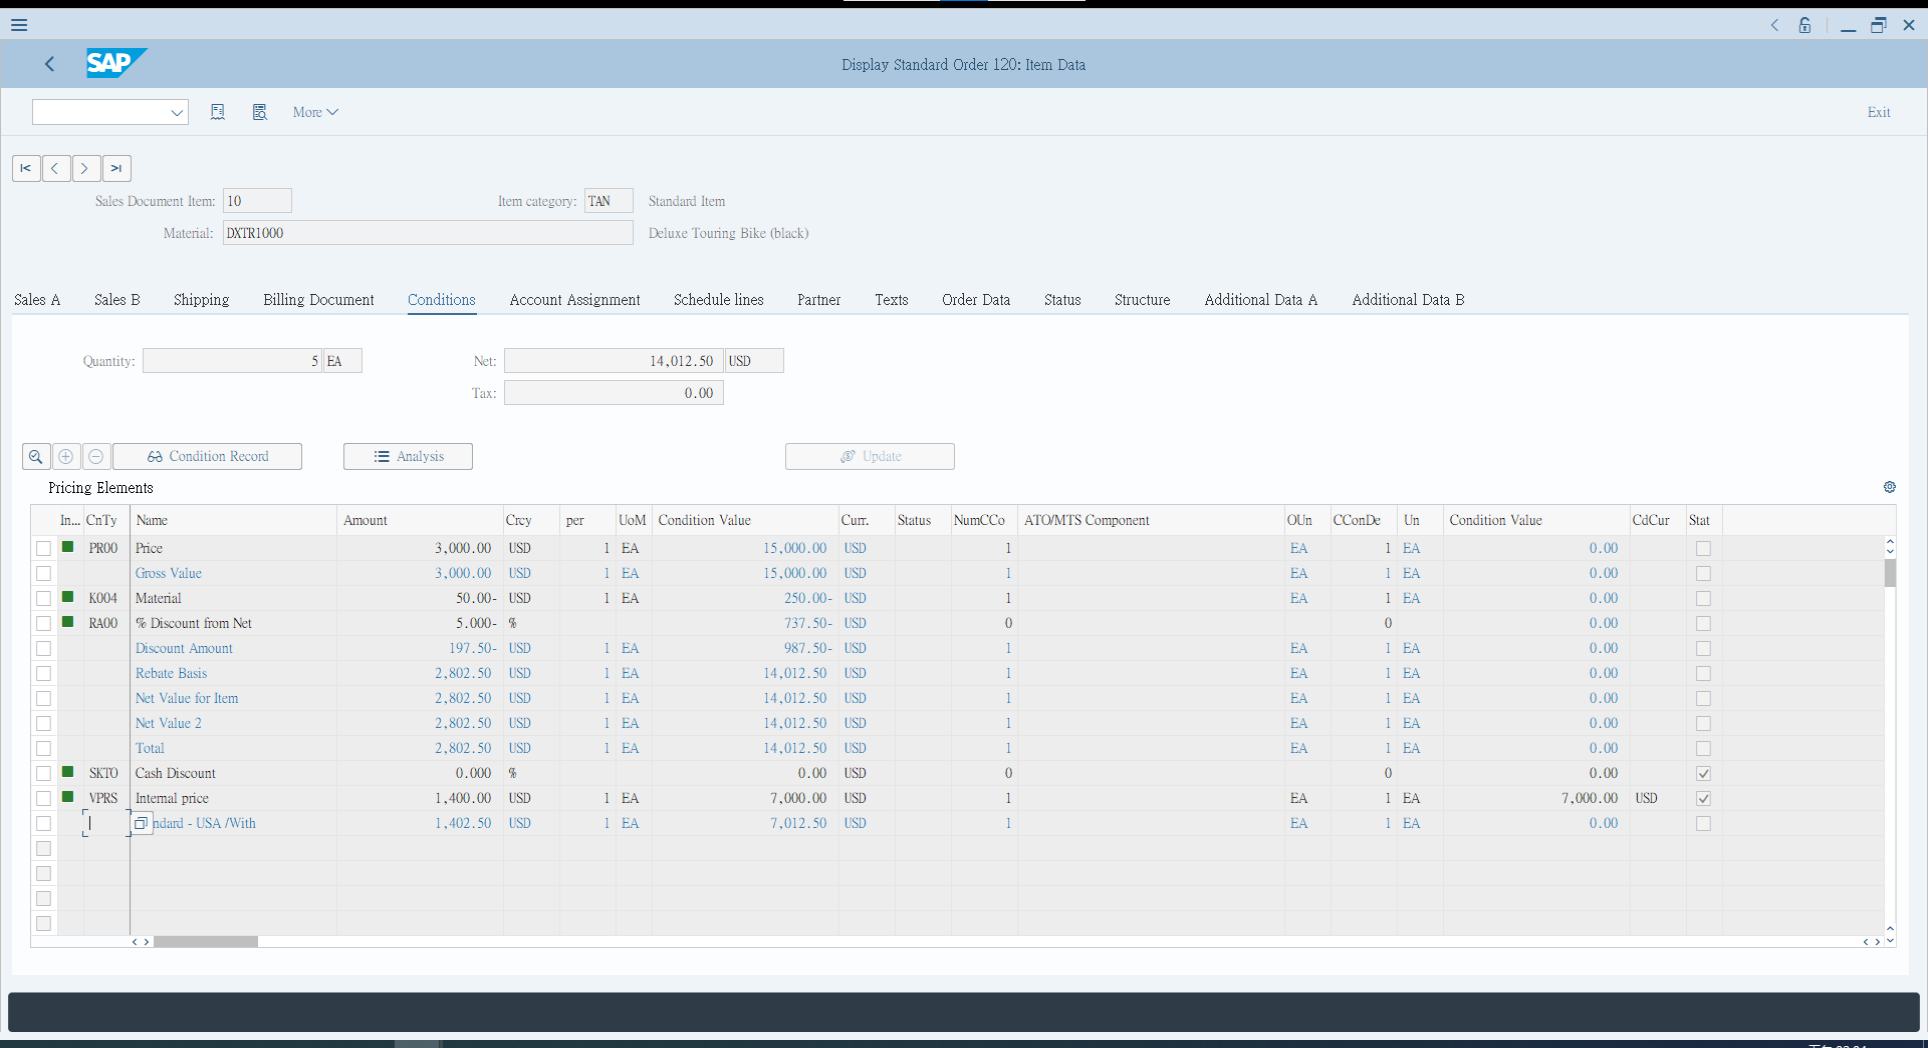 SAP
Display Standard Order 120: Item Data
More
Exit
Sales Document Item: 10 Item category: TAN Standard Item
Material: DXTR1000 Deluxe Touring Bike (black)
Sales A Sales B Shipping Billing Document Conditions Account Assignment Schedule lines Partner Texts Order Data Status Structure Additional Data A Additional Data B
Quantity: 5 EA Net: 14,012.50 USD
Tax: 0.00
Condition Record Analysis Update
Pricing Elements
In... CnTy Name Amount Crcy per UoM Condition Value Curr. Status NumCCo ATO/MTS Component OUn CConDe Un Condition Value CdCur Stat
PR00 Price 3,000.00 USD 1 EA 15,000.00 USD 1 EA 1 EA 0.00
Gross Value 3,000.00 USD 1 EA 15,000.00 USD 1 EA 1 EA 0.00
K004 Material 50.00- USD 1 EA 250.00- USD 1 EA 1 EA 0.00
RA00 % Discount from Net 5.000- % 737.50- USD 0 0 0.00
Discount Amount 197.50- USD 1 EA 987.50- USD 1 EA 1 EA 0.00
Rebate Basis 2,802.50 USD 1 EA 14,012.50 USD 1 EA 1 EA 0.00
Net Value for Item 2,802.50 USD 1 EA 14,012.50 USD 1 EA 1 EA 0.00
Net Value 2 2,802.50 USD 1 EA 14,012.50 USD 1 EA 1 EA 0.00
Total 2,802.50 USD 1 EA 14,012.50 USD 1 EA 1 EA 0.00
SKTO Cash Discount 0.000 % 0.00 USD 0 0 0.00
VPRS Internal price 1,400.00 USD 1 EA 7,000.00 USD 1 EA 1 EA 7,000.00 USD
ndard - USA /With 1,402.50 USD 1 EA 7,012.50 USD 1 EA 1 EA 0.00